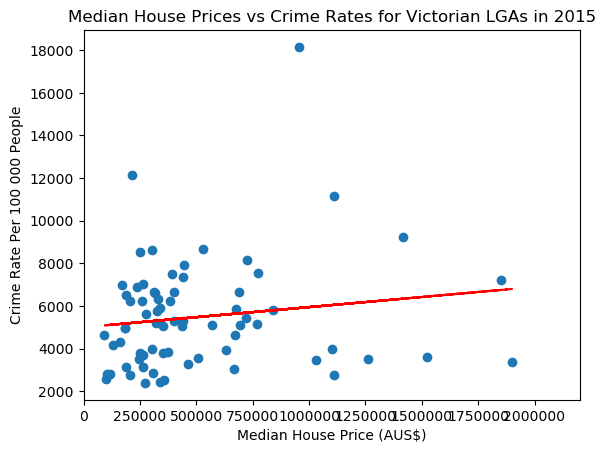 Median House Prices vs Crime Rates for Victorian LGAs in 2015
18000
16000
14000
12000
10000
8000
6000
4000
2000
Crime Rate Per 100 000 People
0 250000 500000 750000 1000000 1250000 1500000 1750000 2000000
Median House Price (AUS$)